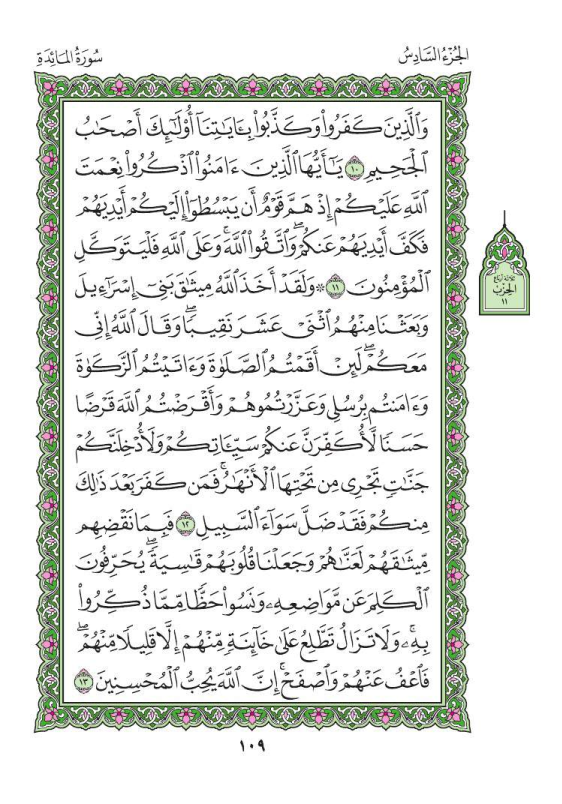 الجُزْءُ السَّادِسُ
سُورَةُ المَائِدَةِ
وَٱلَّذِينَ كَفَرُوا۟ وَكَذَّبُوا۟ بِـَٔايَـٰتِنَآ أُو۟لَـٰٓئِكَ أَصْحَـٰبُ
ٱلْجَحِيمِ ١٠ يَـٰٓأَيُّهَا ٱلَّذِينَ ءَامَنُوا۟ ٱذْكُرُوا۟ نِعْمَتَ
ٱللَّهِ عَلَيْكُمْ إِذْ هَمَّ قَوْمٌ أَن يَبْسُطُوٓا۟ إِلَيْكُمْ أَيْدِيَهُمْ
فَكَفَّ أَيْدِيَهُمْ عَنكُمْ ۖ وَٱتَّقُوا۟ ٱللَّهَ ۚ وَعَلَى ٱللَّهِ فَلْيَتَوَكَّلِ
ٱلْمُؤْمِنُونَ ١١ ۞ وَلَقَدْ أَخَذَ ٱللَّهُ مِيثَـٰقَ بَنِىٓ إِسْرَٰٓءِيلَ
وَبَعَثْنَا مِنْهُمُ ٱثْنَىْ عَشَرَ نَقِيبًا ۖ وَقَالَ ٱللَّهُ إِنِّى
مَعَكُمْ ۖ لَئِنْ أَقَمْتُمُ ٱلصَّلَوٰةَ وَءَاتَيْتُمُ ٱلزَّكَوٰةَ
وَءَامَنتُم بِرُسُلِى وَعَزَّرْتُمُوهُمْ وَأَقْرَضْتُمُ ٱللَّهَ قَرْضًا
حَسَنًا لَّأُكَفِّرَنَّ عَنكُمْ سَيِّـَٔاتِكُمْ وَلَأُدْخِلَنَّكُمْ
جَنَّـٰتٍ تَجْرِى مِن تَحْتِهَا ٱلْأَنْهَـٰرُ ۚ فَمَن كَفَرَ بَعْدَ ذَٰلِكَ
مِنكُمْ فَقَدْ ضَلَّ سَوَآءَ ٱلسَّبِيلِ ١٢ فَبِمَا نَقْضِهِم
مِّيثَـٰقَهُمْ لَعَنَّـٰهُمْ وَجَعَلْنَا قُلُوبَهُمْ قَـٰسِيَةً ۖ يُحَرِّفُونَ
ٱلْكَلِمَ عَن مَّوَاضِعِهِۦ ۙ وَنَسُوا۟ حَظًّا مِّمَّا ذُكِّرُوا۟
بِهِۦ ۚ وَلَا تَزَالُ تَطَّلِعُ عَلَىٰ خَآئِنَةٍ مِّنْهُمْ إِلَّا قَلِيلًا مِّنْهُمْ ۖ
فَٱعْفُ عَنْهُمْ وَٱصْفَحْ ۚ إِنَّ ٱللَّهَ يُحِبُّ ٱلْمُحْسِنِينَ ١٣
ثلاثة أرباع
الحزب
١١
١٠٩